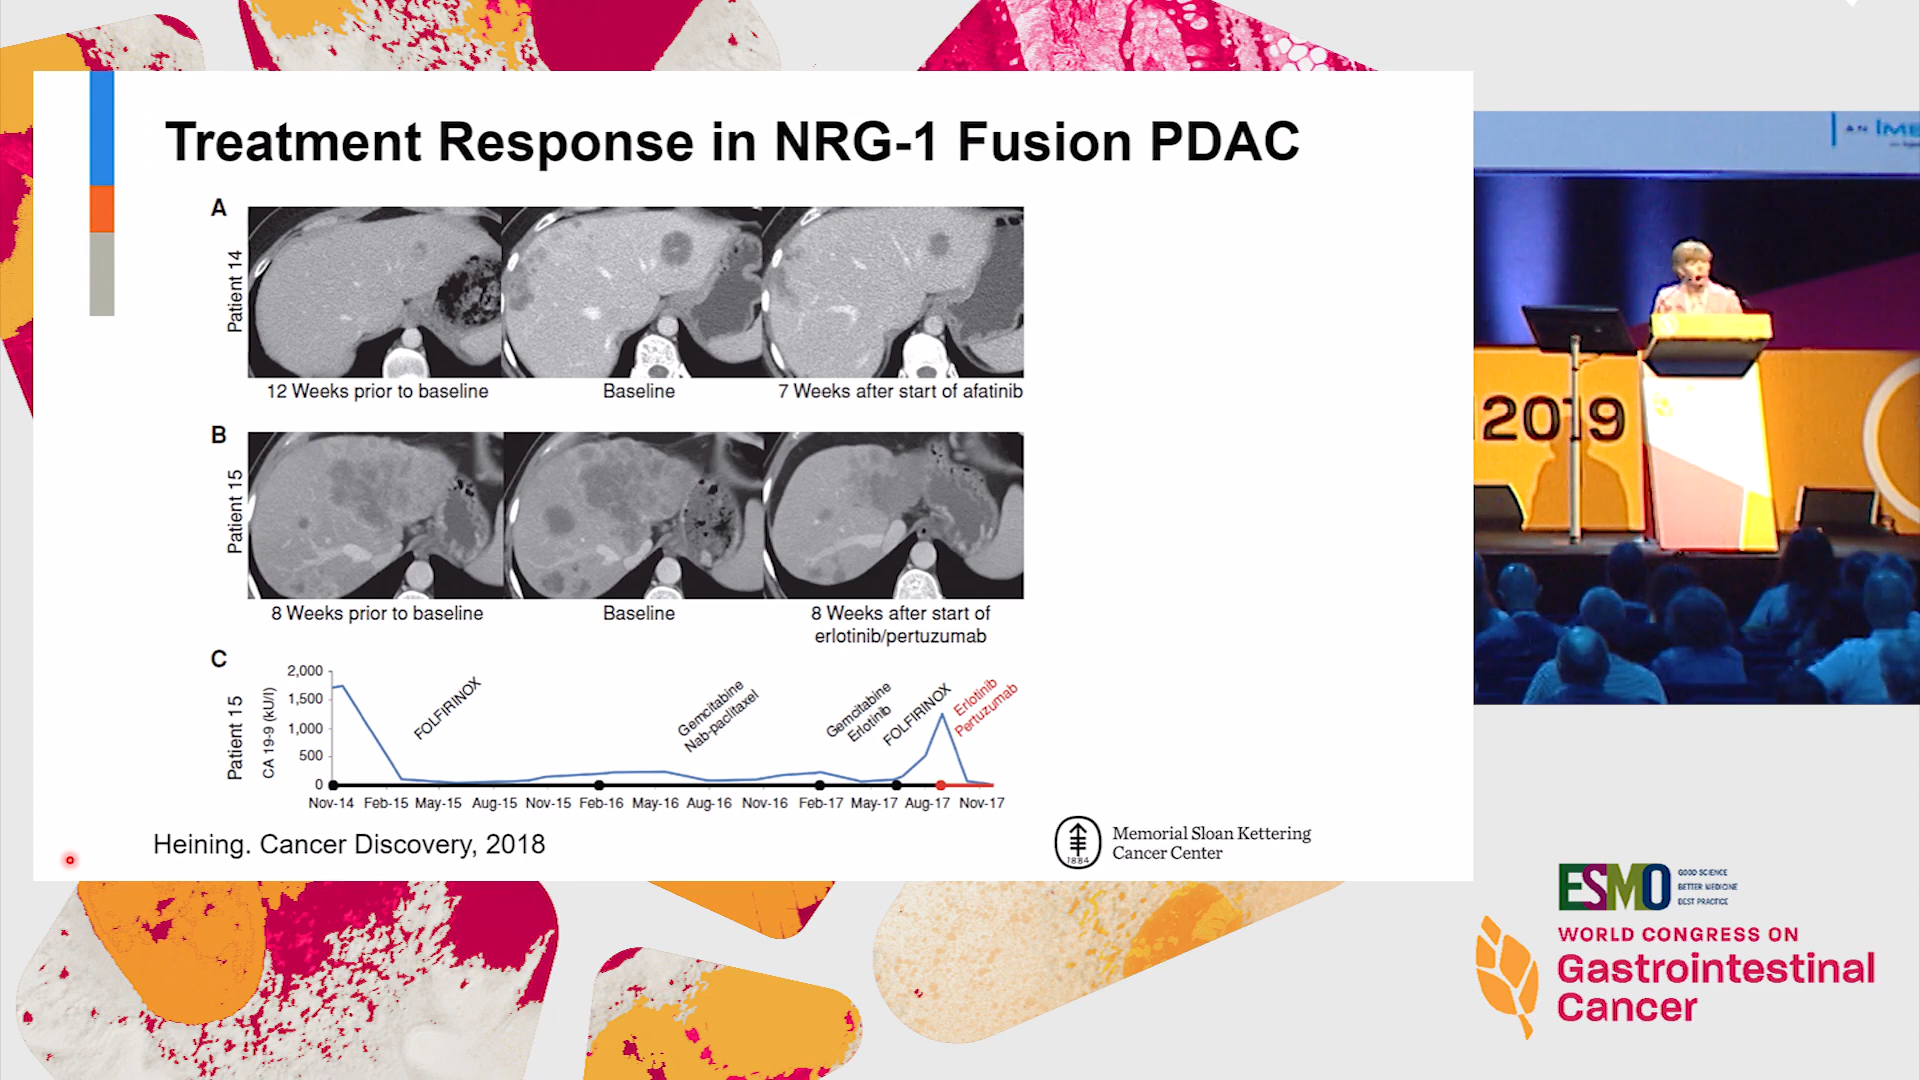 Treatment Response in NRG-1 Fusion PDAC
A
Patient 14
12 Weeks prior to baseline
Baseline
7 Weeks after start of afatinib
B
Patient 15
8 Weeks prior to baseline
Baseline
8 Weeks after start of
erlotinib/pertuzumab
C
Patient 15
CA 19-9 (kU/l)
2,000
1,500
1,000
500
0
FOLFIRINOX
Gemcitabine
Nab-paclitaxel
Gemcitabine
Erlotinib
FOLFIRINOX
Erlotinib
Pertuzumab
Nov-14 Feb-15 May-15 Aug-15 Nov-15 Feb-16 May-16 Aug-16 Nov-16 Feb-17 May-17 Aug-17 Nov-17
Heining. Cancer Discovery, 2018
1884
Memorial Sloan Kettering
Cancer Center
AN IME
2019
ESMO
GOOD SCIENCE
BETTER MEDICINE
BEST PRACTICE
WORLD CONGRESS ON
Gastrointestinal
Cancer